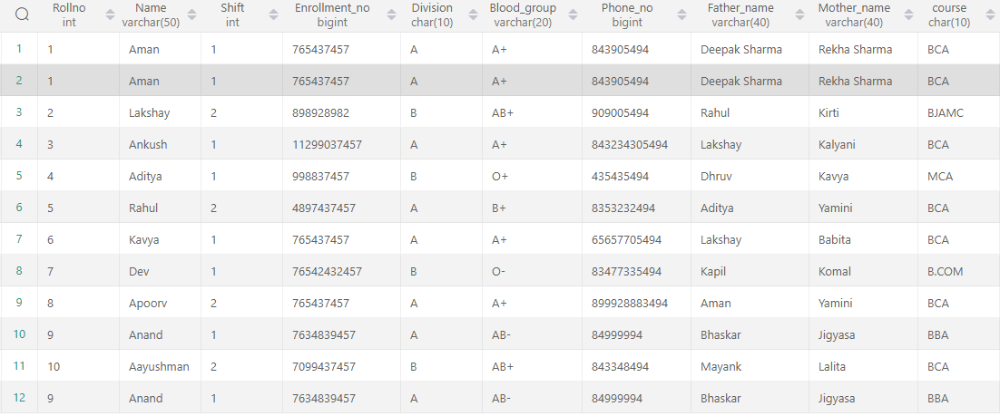 Rollno Name Shift Enrollment_no Division Blood_group Phone_no Father_name Mother_name course
int varchar(50) int bigint char(10) varchar(20) bigint varchar(40) varchar(40) char(10)
1 1 Aman 1 765437457 A A+ 843905494 Deepak Sharma Rekha Sharma BCA
2 1 Aman 1 765437457 A A+ 843905494 Deepak Sharma Rekha Sharma BCA
3 2 Lakshay 2 898928982 B AB+ 909005494 Rahul Kirti BJAMC
4 3 Ankush 1 11299037457 A A+ 843234305494 Lakshay Kalyani BCA
5 4 Aditya 1 998837457 B O+ 435435494 Dhruv Kavya MCA
6 5 Rahul 2 4897437457 A B+ 8353232494 Aditya Yamini BCA
7 6 Kavya 1 765437457 A A+ 65657705494 Lakshay Babita BCA
8 7 Dev 1 76542432457 B O- 83477335494 Kapil Komal B.COM
9 8 Apoorv 2 765437457 A A+ 899928883494 Aman Yamini BCA
10 9 Anand 1 7634839457 A AB- 84999994 Bhaskar Jigyasa BBA
11 10 Aayushman 2 7099437457 B AB+ 843348494 Mayank Lalita BCA
12 9 Anand 1 7634839457 A AB- 84999994 Bhaskar Jigyasa BBA